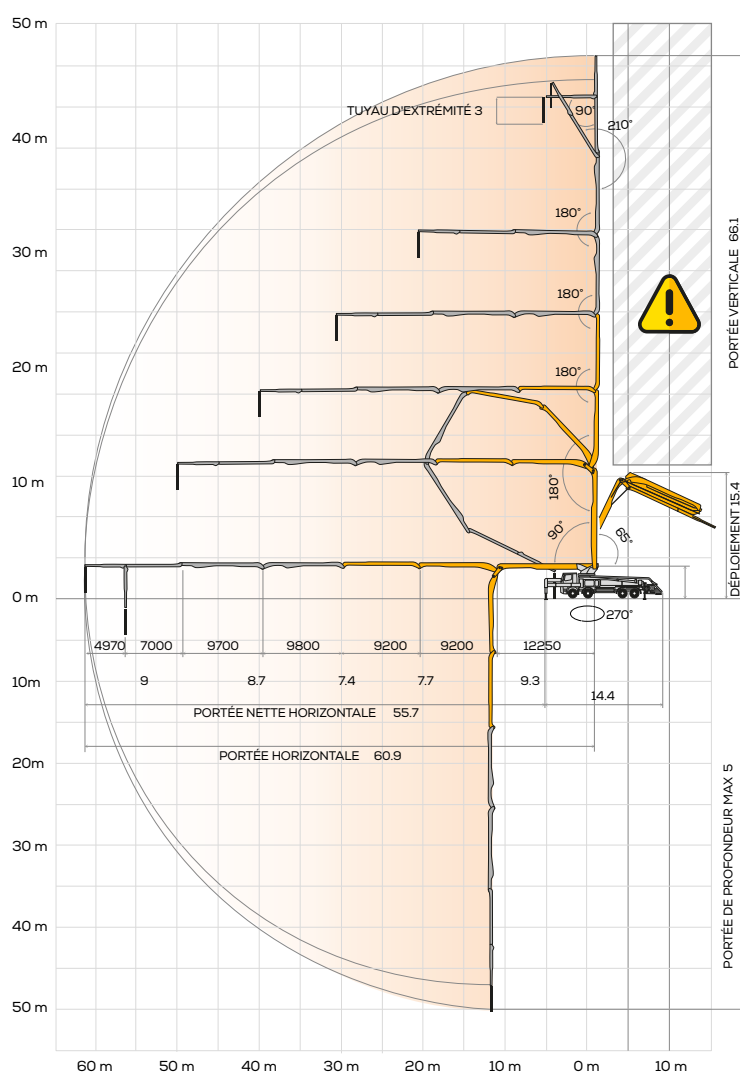 50 m
TUYAU D'EXTRÉMITÉ 3
90°
210°
40 m
180°
30 m
PORTÉE VERTICALE 66.1
180°
20 m
180°
10 m
180°
90°
65°
DÉPLOIEMENT 15.4
0 m
270°
4970 7000 9700 9800 9200 9200 12250
10m
9 8.7 7.4 7.7 9.3
14.4
PORTÉE NETTE HORIZONTALE 55.7
PORTÉE HORIZONTALE 60.9
20m
PORTÉE DE PROFONDEUR MAX 5
30 m
40 m
50 m
60 m 50 m 40 m 30 m 20 m 10 m 0 m 10 m